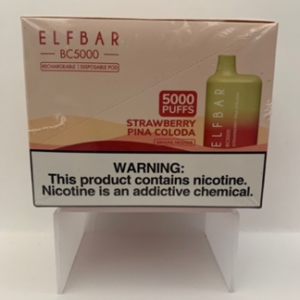 ELFBAR
BC5000
RECHARGEABLE | DISPOSABLE POD
5000
PUFFS
STRAWBERRY
PINA COLODA
ELFBAR
BC5000
WARNING:
This product contains nicotine.
Nicotine is an addictive chemical.